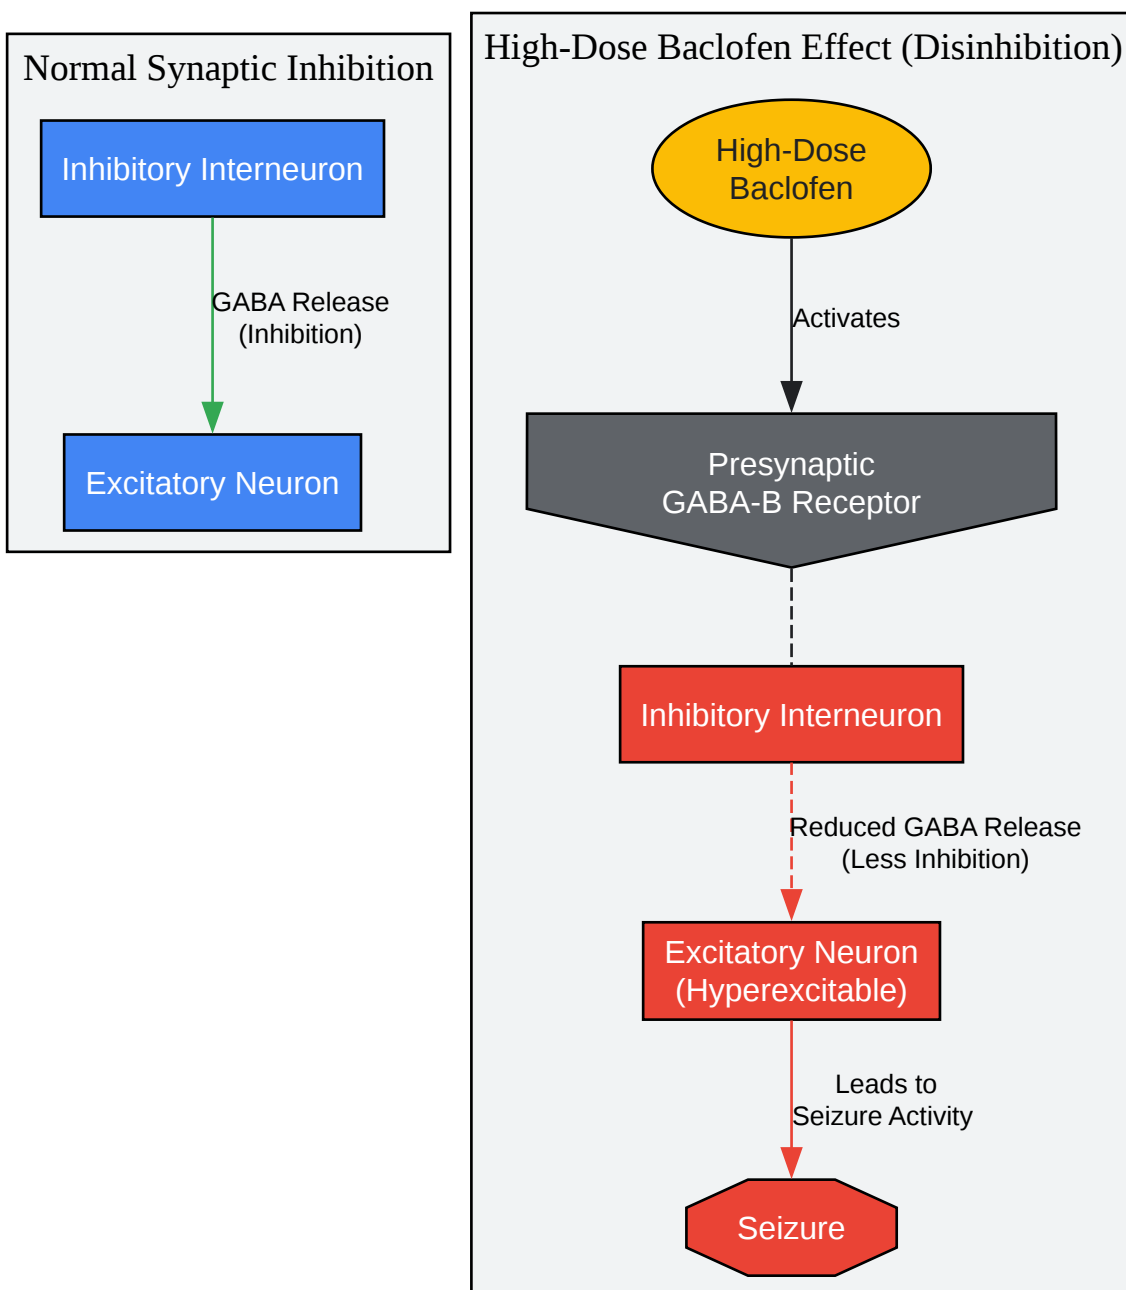 Normal Synaptic Inhibition
Inhibitory Interneuron
GABA Release
(Inhibition)
Excitatory Neuron
High-Dose Baclofen Effect (Disinhibition)
High-Dose
Baclofen
Activates
Presynaptic
GABA-B Receptor
Inhibitory Interneuron
Reduced GABA Release
(Less Inhibition)
Excitatory Neuron
(Hyperexcitable)
Leads to
Seizure Activity
Seizure